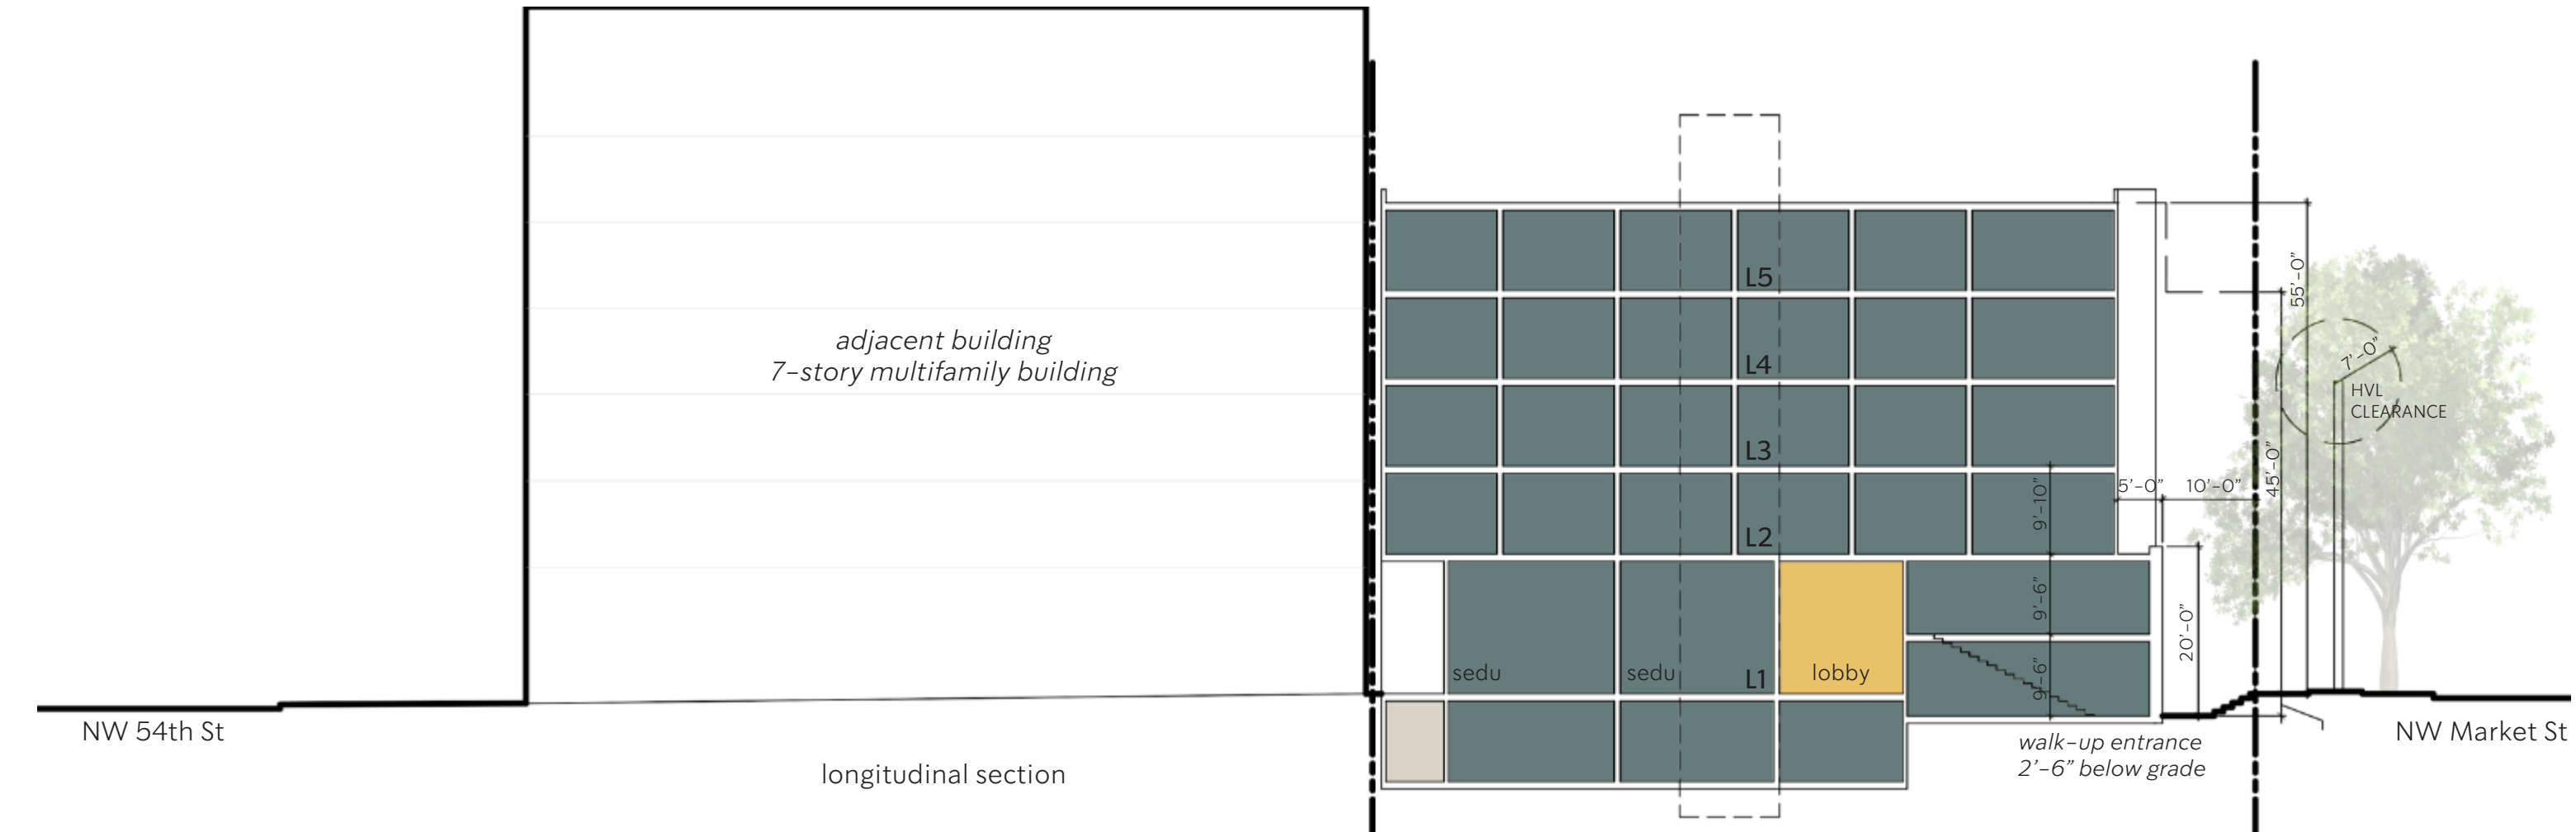 adjacent building
7-story multifamily building
L5
L4
L3
L2
L1
sedu
sedu
lobby
9'-10"
9'-6"
9'-6"
5'-0"
10'-0"
20'-0"
45'-0"
55'-0"
7'-0"
HVL
CLEARANCE
walk-up entrance
2'-6" below grade
NW 54th St
NW Market St
longitudinal section